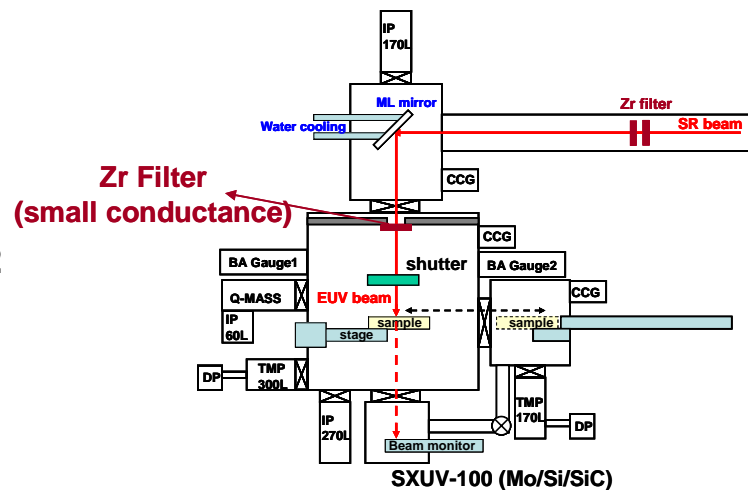 IP
170L
ML mirror
Zr filter
Water cooling
SR beam
Zr Filter
(small conductance)
CCG
CCG
shutter
BA Gauge1
BA Gauge2
Q-MASS
EUV beam
CCG
IP
60L
sample
sample
stage
DP
TMP
300L
IP
270L
TMP
170L
DP
Beam monitor
SXUV-100 (Mo/Si/SiC)